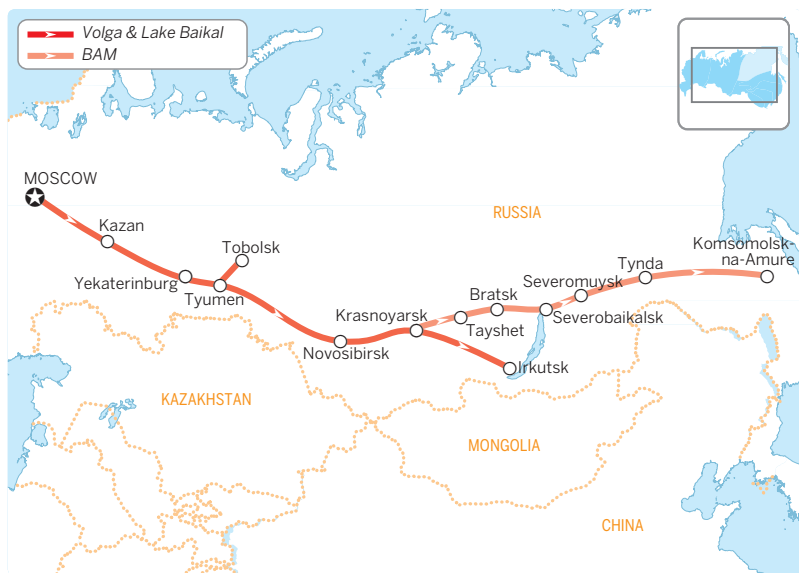 Volga & Lake Baikal
BAM
MOSCOW
RUSSIA
Kazan
Tobolsk
Komsomolsk-
na-Amure
Yekaterinburg
Tyumen
Tynda
Severomuysk
Bratsk
Krasnoyarsk
Tayshet
Severobaikalsk
Novosibirsk
Irkutsk
KAZAKHSTAN
MONGOLIA
CHINA